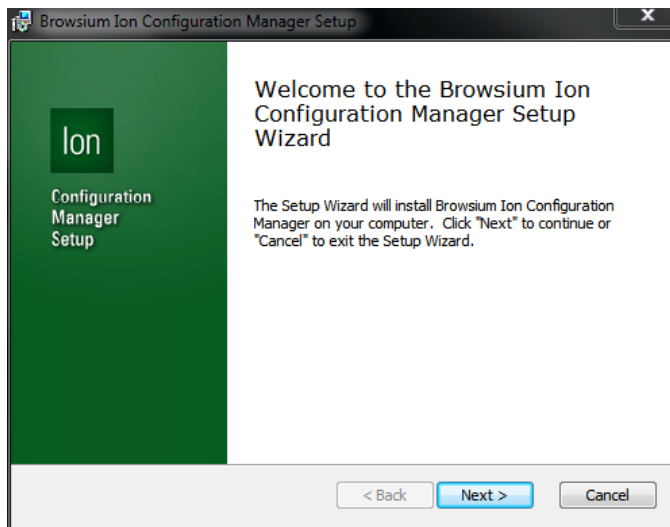 Browsium Ion Configuration Manager Setup
X
Ion
Configuration
Manager
Setup
Welcome to the Browsium Ion
Configuration Manager Setup
Wizard
The Setup Wizard will install Browsium Ion Configuration
Manager on your computer.  Click "Next" to continue or
"Cancel" to exit the Setup Wizard.
< Back
Next >
Cancel